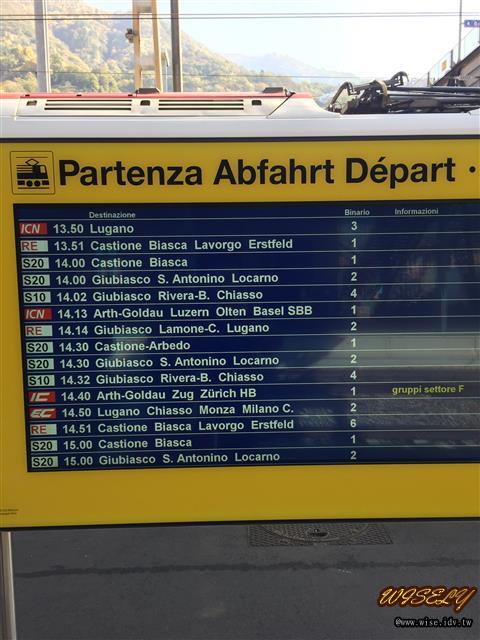 Partenza Abfahrt Départ ·
Destinazione Binario Informazioni
ICN 13.50 Lugano 3
RE 13.51 Castione Biasca Lavorgo Erstfeld 1
S20 14.00 Castione Biasca 1
S20 14.00 Giubiasco S. Antonino Locarno 2
S10 14.02 Giubiasco Rivera-B. Chiasso 4
ICN 14.13 Arth-Goldau Luzern Olten Basel SBB 1
RE 14.14 Giubiasco Lamone-C. Lugano 2
S20 14.30 Castione-Arbedo 1
S20 14.30 Giubiasco S. Antonino Locarno 2
S10 14.32 Giubiasco Rivera-B. Chiasso 4
IC 14.40 Arth-Goldau Zug Zürich HB 1 gruppi settore F
EC 14.50 Lugano Chiasso Monza Milano C. 2
RE 14.51 Castione Biasca Lavorgo Erstfeld 6
S20 15.00 Castione Biasca 1
S20 15.00 Giubiasco S. Antonino Locarno 2
WISELY
@www.wise.idv.tw